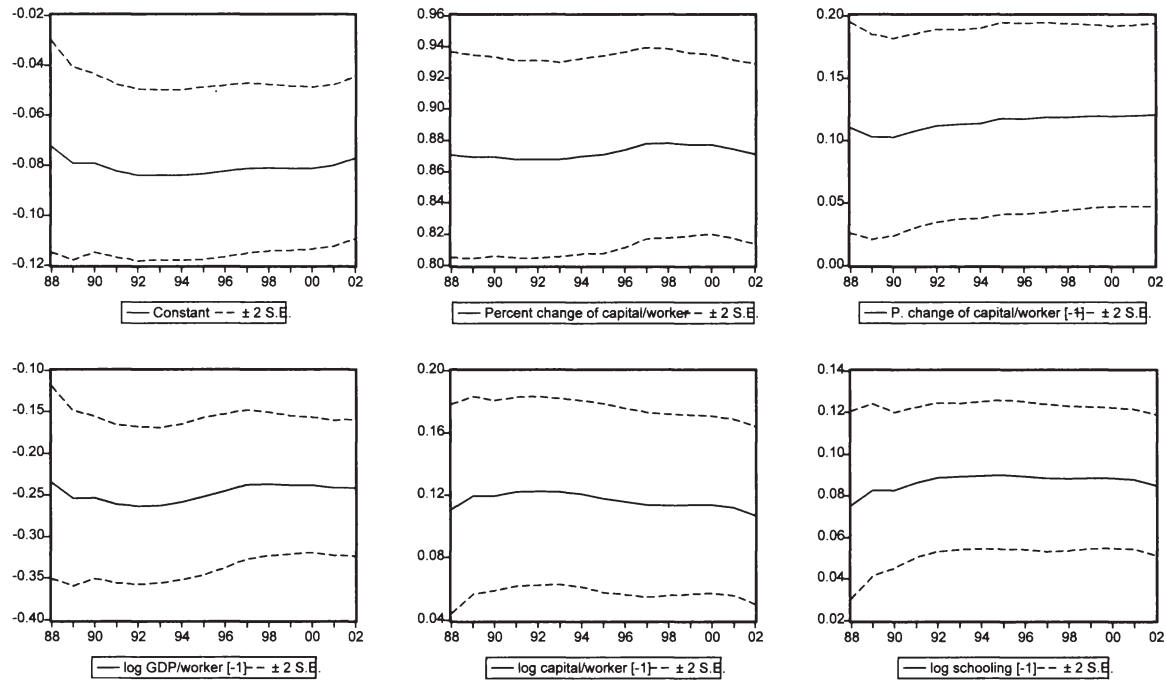 -0.02 0.96 0.20
-0.04 0.94
0.92 0.15
-0.06 0.90
-0.08 0.88 0.10
0.86
-0.10 0.84 0.05
0.82
-0.12 0.80 0.00
88 90 92 94 96 98 00 02 88 90 92 94 96 98 00 02 88 90 92 94 96 98 00 02
Constant ± 2 S.E. Percent change of capital/worker ± 2 S.E. P. change of capital/worker [-1] ± 2 S.E.
-0.10 0.20 0.14
-0.15 0.12
-0.20 0.16 0.10
-0.25 0.12 0.08
-0.30 0.06
-0.35 0.08 0.04
-0.40 0.04 0.02
88 90 92 94 96 98 00 02 88 90 92 94 96 98 00 02 88 90 92 94 96 98 00 02
log GDP/worker [-1] ± 2 S.E. log capital/worker [-1] ± 2 S.E. log schooling [-1] ± 2 S.E.